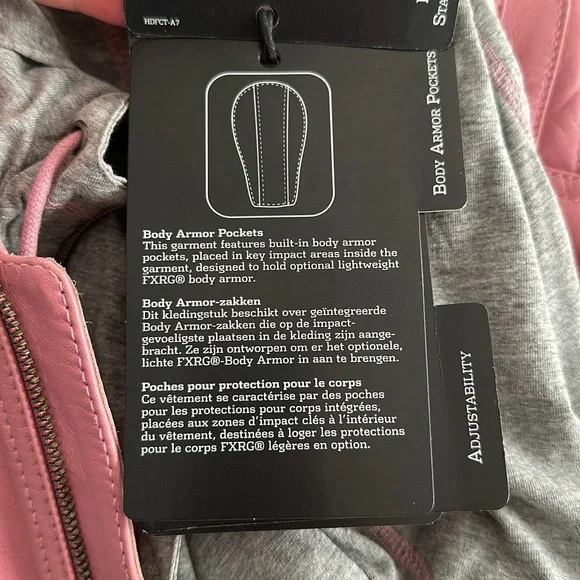 HDFCT-A7
Body Armor Pockets
This garment features built-in body armor
pockets, placed in key impact areas inside the
garment, designed to hold optional lightweight
FXRG® body armor.
Body Armor-zakken
Dit kledingstuk beschikt over geïntegreerde
Body Armor-zakken die op de impact-
gevoeligste plaatsen in de kleding zijn aange-
bracht. Ze zijn ontworpen om er het optionele,
lichte FXRG®-Body Armor in aan te brengen.
Poches pour protection pour le corps
Ce vêtement se caractérise par des poches
pour les protections pour corps intégrées,
placées aux zones d'impact clés à l'intérieur
du vêtement, destinées à loger les protections
pour le corps FXRG® légères en option.
BODY ARMOR POCKETS
ADJUSTABILITY